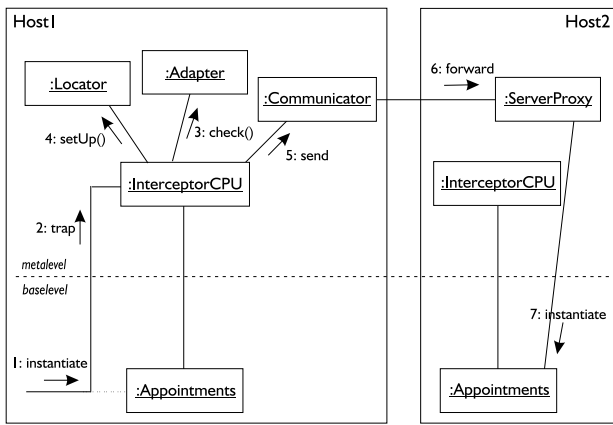 Host1
Host2
:Locator
:Adapter
:Communicator
6: forward
:ServerProxy
4: setUp()
3: check()
5: send
:InterceptorCPU
:InterceptorCPU
2: trap
metalevel
baselevel
7: instantiate
1: instantiate
:Appointments
:Appointments